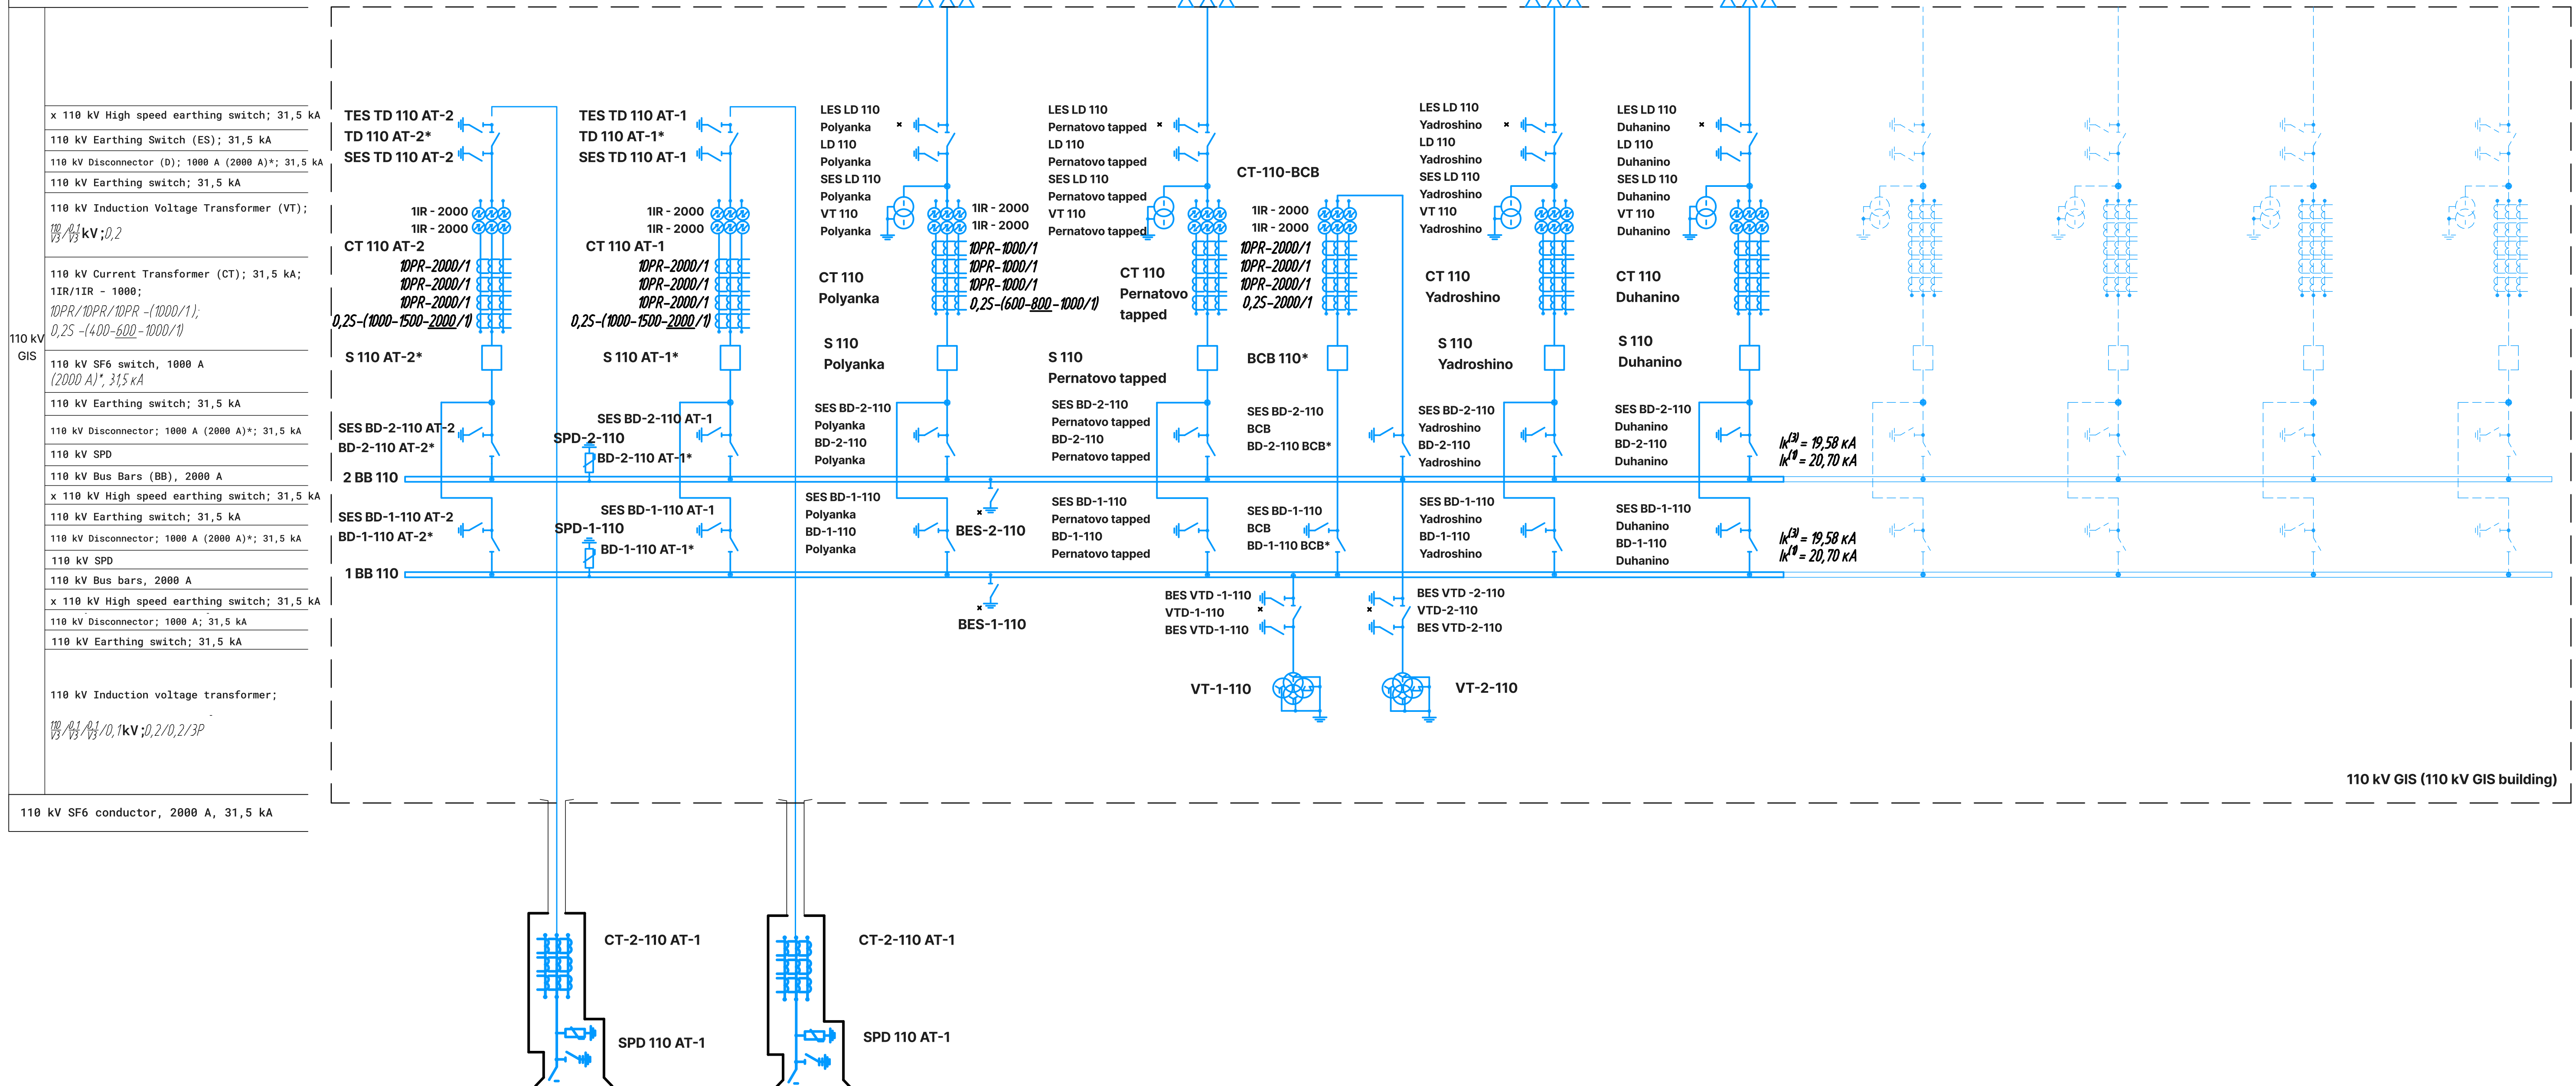 110 kV
GIS
x 110 kV High speed earthing switch; 31,5 kA
110 kV Earthing Switch (ES); 31,5 kA
110 kV Disconnector (D); 1000 A (2000 A)*; 31,5 kA
110 kV Earthing switch; 31,5 kA
110 kV Induction Voltage Transformer (VT);
110/√3/0,1/√3 kV ;0,2
110 kV Current Transformer (CT); 31,5 kA;
1IR/1IR - 1000;
10PR/10PR/10PR -(1000/1);
0,2S -(400-600-1000/1)
110 kV SF6 switch, 1000 A
(2000 A)*, 31,5 кА
110 kV Earthing switch; 31,5 kA
110 kV Disconnector; 1000 A (2000 A)*; 31,5 kA
110 kV SPD
110 kV Bus Bars (BB), 2000 A
x 110 kV High speed earthing switch; 31,5 kA
110 kV Earthing switch; 31,5 kA
110 kV Disconnector; 1000 A (2000 A)*; 31,5 kA
110 kV SPD
110 kV Bus bars, 2000 A
x 110 kV High speed earthing switch; 31,5 kA
110 kV Disconnector; 1000 A; 31,5 kA
110 kV Earthing switch; 31,5 kA
110 kV Induction voltage transformer;
110/√3/0,1/√3/0,1/√3/0,1 kV ;0,2/0,2/3P
110 kV SF6 conductor, 2000 A, 31,5 kA
TES TD 110 AT-2
TD 110 AT-2*
SES TD 110 AT-2
1IR - 2000
1IR - 2000
CT 110 AT-2
10PR-2000/1
10PR-2000/1
10PR-2000/1
0,2S-(1000-1500-2000/1)
S 110 AT-2*
SES BD-2-110 AT-2
BD-2-110 AT-2*
2 BB 110
SES BD-1-110 AT-2
BD-1-110 AT-2*
1 BB 110
SPD-2-110
SPD-1-110
TES TD 110 AT-1
TD 110 AT-1*
SES TD 110 AT-1
1IR - 2000
1IR - 2000
CT 110 AT-1
10PR-2000/1
10PR-2000/1
10PR-2000/1
0,2S-(1000-1500-2000/1)
S 110 AT-1*
SES BD-2-110 AT-1
BD-2-110 AT-1*
SES BD-1-110 AT-1
BD-1-110 AT-1*
LES LD 110
Polyanka
LD 110
Polyanka
SES LD 110
Polyanka
VT 110
Polyanka
x
1IR - 2000
1IR - 2000
10PR-1000/1
10PR-1000/1
10PR-1000/1
0,2S-(600-800-1000/1)
CT 110
Polyanka
S 110
Polyanka
SES BD-2-110
Polyanka
BD-2-110
Polyanka
SES BD-1-110
Polyanka
BD-1-110
Polyanka
x
BES-2-110
x
BES-1-110
LES LD 110
Pernatovo tapped
LD 110
Pernatovo tapped
SES LD 110
Pernatovo tapped
VT 110
Pernatovo tapped
x
CT 110
Pernatovo
tapped
S 110
Pernatovo tapped
SES BD-2-110
Pernatovo tapped
BD-2-110
Pernatovo tapped
SES BD-1-110
Pernatovo tapped
BD-1-110
Pernatovo tapped
CT-110-BCB
1IR - 2000
1IR - 2000
10PR-2000/1
10PR-2000/1
10PR-2000/1
0,2S-2000/1
BCB 110*
SES BD-2-110
BCB
BD-2-110 BCB*
SES BD-1-110
BCB
BD-1-110 BCB*
BES VTD -1-110
VTD-1-110
BES VTD-1-110
x
VT-1-110
x
BES VTD -2-110
VTD-2-110
BES VTD-2-110
VT-2-110
LES LD 110
Yadroshino
LD 110
Yadroshino
SES LD 110
Yadroshino
VT 110
Yadroshino
x
CT 110
Yadroshino
S 110
Yadroshino
SES BD-2-110
Yadroshino
BD-2-110
Yadroshino
SES BD-1-110
Yadroshino
BD-1-110
Yadroshino
LES LD 110
Duhanino
LD 110
Duhanino
SES LD 110
Duhanino
VT 110
Duhanino
x
CT 110
Duhanino
S 110
Duhanino
SES BD-2-110
Duhanino
BD-2-110
Duhanino
SES BD-1-110
Duhanino
BD-1-110
Duhanino
Iк(3) = 19,58 кА
Iк(1) = 20,70 кА
Iк(3) = 19,58 кА
Iк(1) = 20,70 кА
110 kV GIS (110 kV GIS building)
CT-2-110 AT-1
SPD 110 AT-1
CT-2-110 AT-1
SPD 110 AT-1